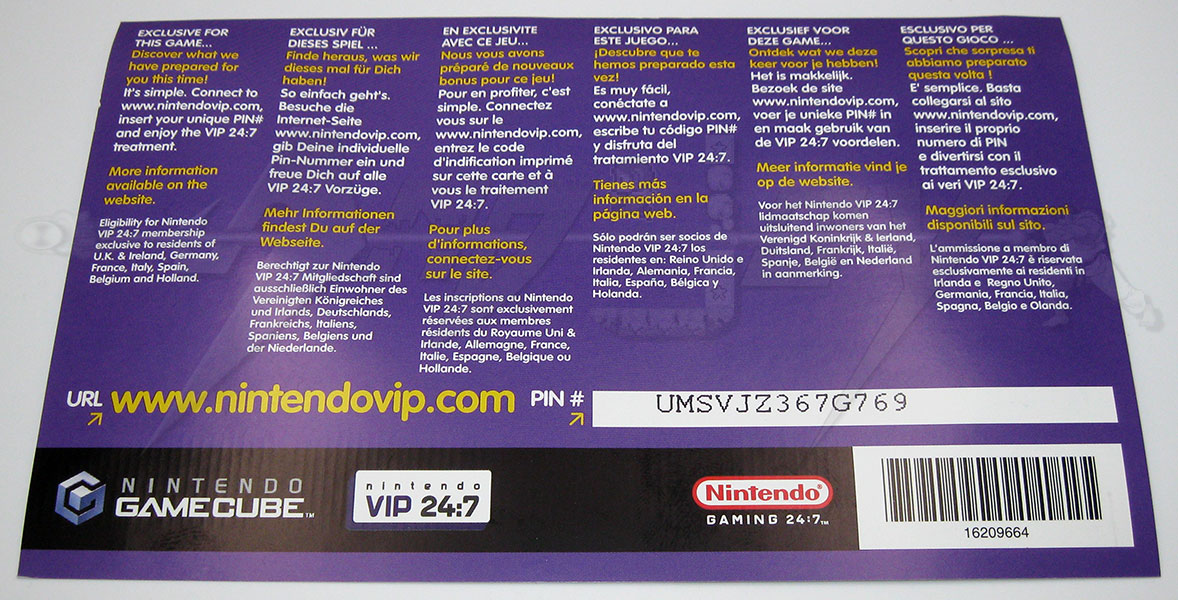 EXCLUSIVE FOR
THIS GAME...
Discover what we
have prepared for
you this time!
It's simple. Connect to
www.nintendovip.com,
insert your unique PIN#
and enjoy the VIP 24:7
treatment.
More information
available on the
website.
Eligibility for Nintendo
VIP 24:7 membership
exclusive to residents of
U.K. & Ireland, Germany,
France, Italy, Spain,
Belgium and Holland.
EXCLUSIV FÜR
DIESES SPIEL ...
Finde heraus, was wir
dieses mal für Dich
haben!
So einfach geht's.
Besuche die
Internet-Seite
www.nintendovip.com,
gib Deine individuelle
Pin-Nummer ein und
freue Dich auf alle
VIP 24:7 Vorzüge.
Mehr Informationen
findest Du auf der
Webseite.
Berechtigt zur Nintendo
VIP 24:7 Mitgliedschaft sind
ausschließlich Einwohner des
Vereinigten Königreiches
und Irlands, Deutschlands,
Frankreichs, Italiens,
Spaniens, Belgiens und
der Niederlande.
EN EXCLUSIVITE
AVEC CE JEU...
Nous vous avons
préparé de nouveaux
bonus pour ce jeu!
Pour en profiter, c'est
simple. Connectez
vous sur le
www.nintendovip.com,
entrez le code
d'indification imprimé
sur cette carte et à
vous le traitement
VIP 24:7.
Pour plus
d'informations,
connectez-vous
sur le site.
Les inscriptions au Nintendo
VIP 24:7 sont exclusivement
réservées aux membres
résidents du Royaume Uni &
Irlande, Allemagne, France,
Italie, Espagne, Belgique ou
Hollande.
EXCLUSIVO PARA
ESTE JUEGO...
¡Descubre que te
hemos preparado esta
vez!
Es muy fácil,
conéctate a
www.nintendovip.com,
escribe tu código PIN#
y disfruta del
tratamiento VIP 24:7.
Tienes más
información en la
página web.
Sólo podrán ser socios de
Nintendo VIP 24:7 los
residentes en: Reino Unido e
Irlanda, Alemania, Francia,
Italia, España, Bélgica y
Holanda.
EXCLUSIEF VOOR
DEZE GAME...
Ontdek wat we deze
keer voor je hebben!
Het is makkelijk.
Bezoek de site
www.nintendovip.com,
voer je unieke PIN# in
en maak gebruik van
de VIP 24:7 voordelen.
Meer informatie vind je
op de website.
Voor het Nintendo VIP 24:7
lidmaatschap komen
uitsluitend inwoners van het
Verenigd Koninkrijk & Ierland,
Duitsland, Frankrijk, Italië,
Spanje, België en Nederland
in aanmerking.
ESCLUSIVO PER
QUESTO GIOCO ...
Scopri che sorpresa ti
abbiamo preparato
questa volta !
E' semplice. Basta
collegarsi al sito
www.nintendovip.com,
inserire il proprio
numero di PIN
e divertirsi con il
trattamento esclusivo
ai veri VIP 24:7.
Maggiori informazioni
disponibili sul sito.
L'ammissione a membro di
Nintendo VIP 24:7 è riservata
esclusivamente ai residenti in
Irlanda e Regno Unito,
Germania, Francia, Italia,
Spagna, Belgio e Olanda.
URL www.nintendovip.com PIN # UMSVJZ367G769
NINTENDO
GAMECUBE™
nintendo
VIP 24:7
Nintendo®
GAMING 24:7™
16209664